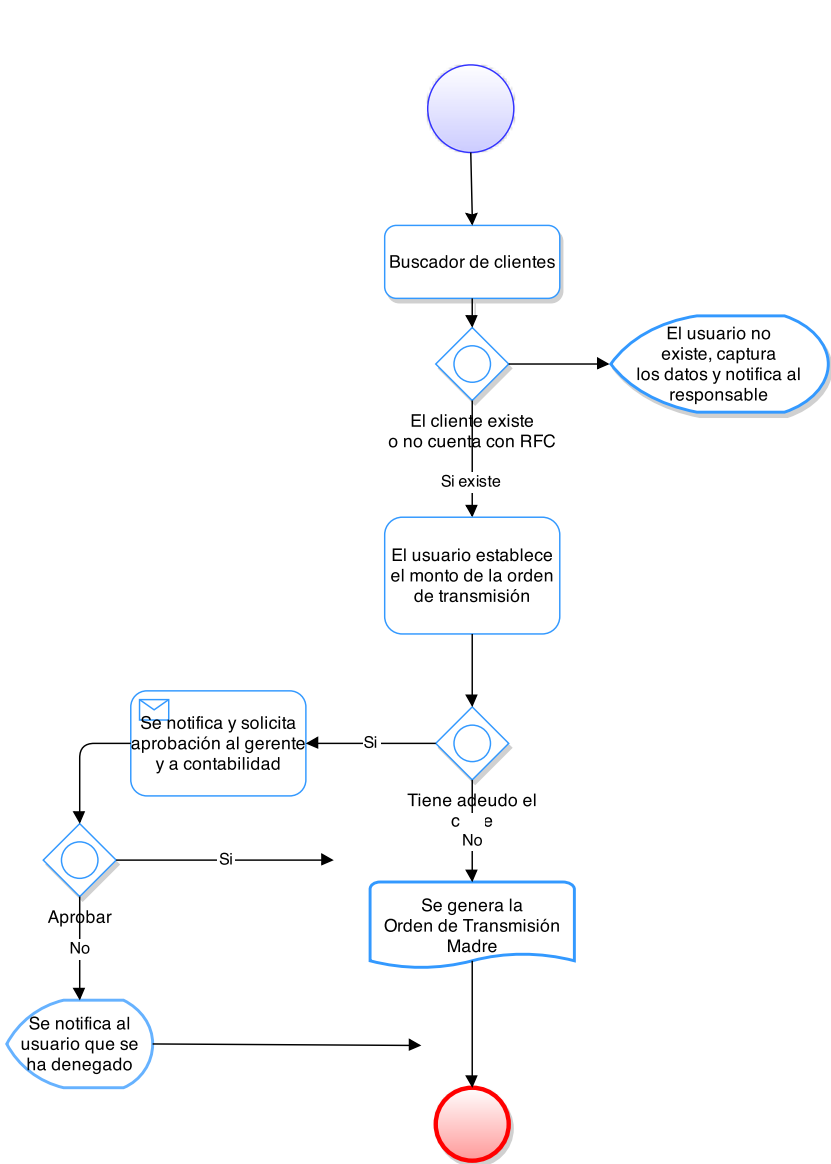 Buscador de clientes
El usuario no
existe, captura
los datos y notifica al
responsable
El cliente existe
o no cuenta con RFC
Si existe
El usuario establece
el monto de la orden
de transmisión
Se notifica y solicita
aprobación al gerente
y a contabilidad
Si
Tiene adeudo el
No
Si
Aprobar
No
Se genera la
Orden de Transmisión
Madre
Se notifica al
usuario que se
ha denegado